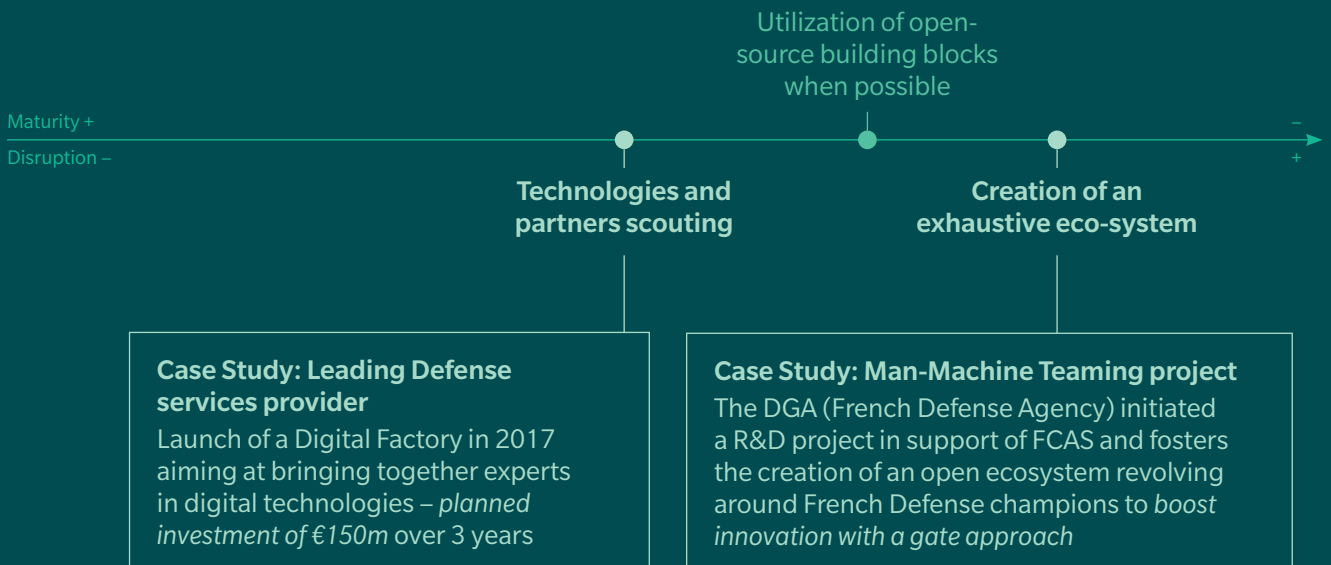 Utilization of open-
source building blocks
when possible
Maturity +
–
Disruption –
+
Technologies and
partners scouting
Creation of an
exhaustive eco-system
Case Study: Leading Defense
services provider
Launch of a Digital Factory in 2017
aiming at bringing together experts
in digital technologies – planned
investment of €150m over 3 years
Case Study: Man-Machine Teaming project
The DGA (French Defense Agency) initiated
a R&D project in support of FCAS and fosters
the creation of an open ecosystem revolving
around French Defense champions to boost
innovation with a gate approach